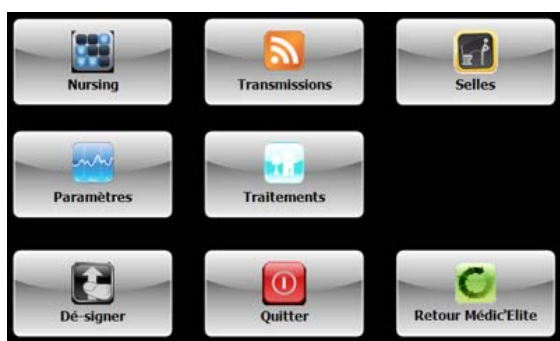 Nursing
Transmissions
Selles
Paramètres
Traitements
Dé-signer
Quitter
Retour Médic'Elite